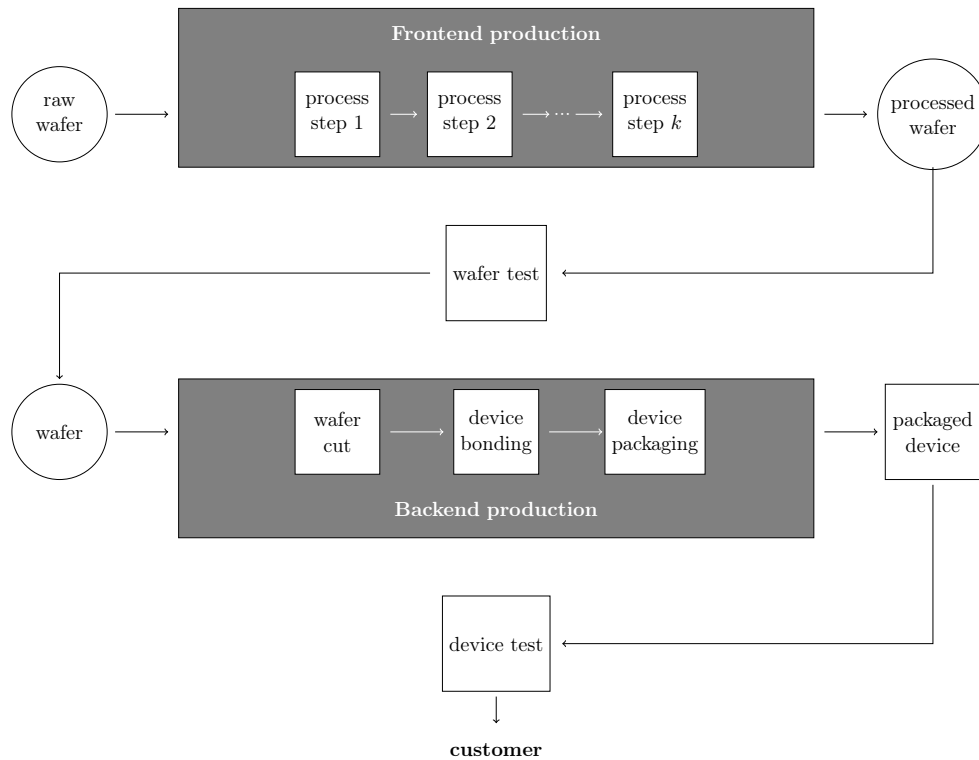 Frontend production
raw
wafer
process
step 1
process
step 2
...
process
step k
processed
wafer
wafer test
wafer
wafer
cut
device
bonding
device
packaging
packaged
device
Backend production
device test
customer